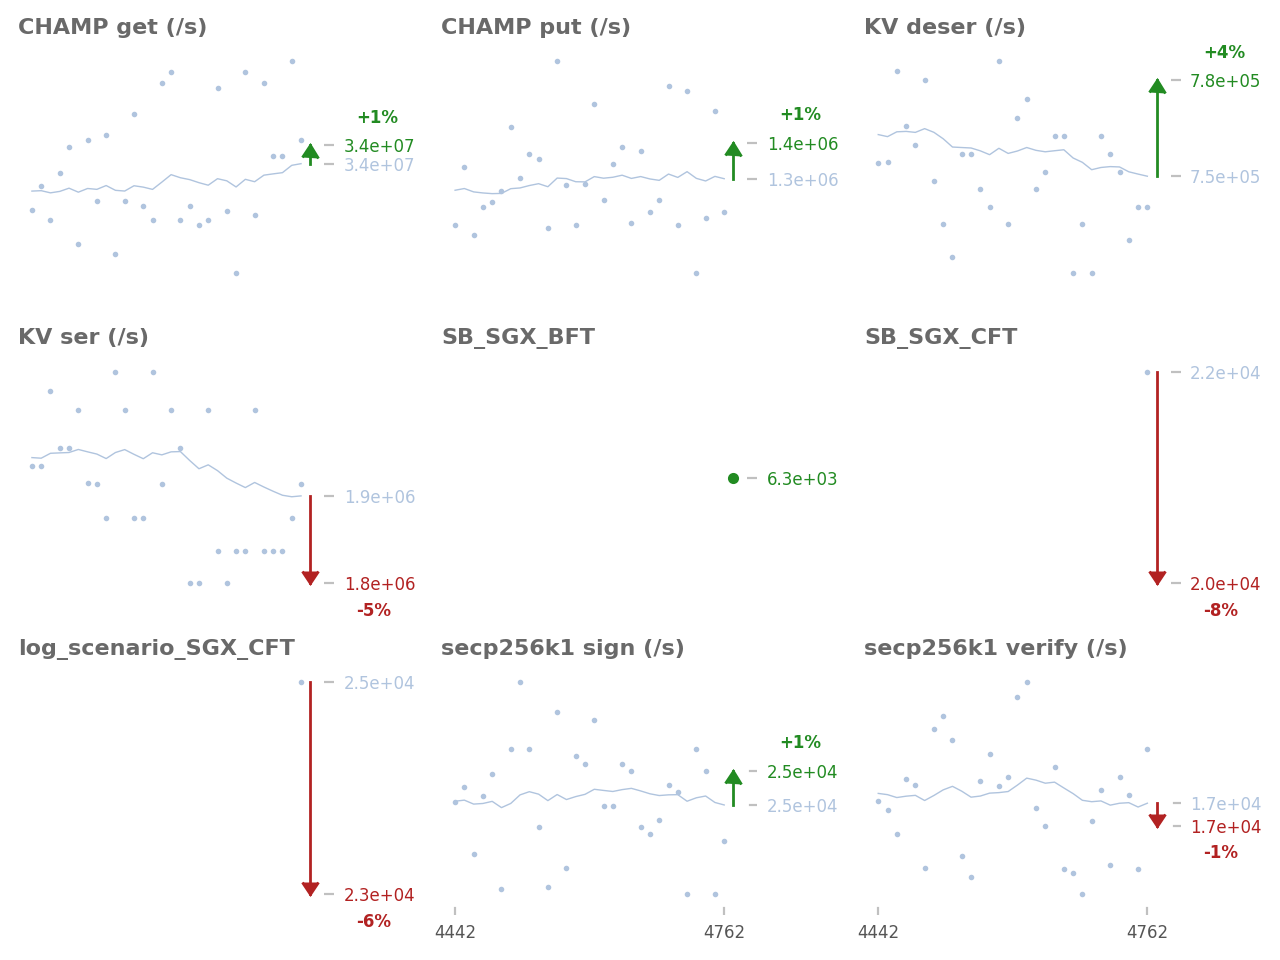 CHAMP get (/s)
+1%
3.4e+07
3.4e+07
CHAMP put (/s)
+1%
1.4e+06
1.3e+06
KV deser (/s)
+4%
7.8e+05
7.5e+05
KV ser (/s)
1.9e+06
1.8e+06
-5%
SB_SGX_BFT
6.3e+03
SB_SGX_CFT
2.2e+04
2.0e+04
-8%
log_scenario_SGX_CFT
2.5e+04
2.3e+04
-6%
secp256k1 sign (/s)
+1%
2.5e+04
2.5e+04
4442 4762
secp256k1 verify (/s)
1.7e+04
1.7e+04
-1%
4442 4762